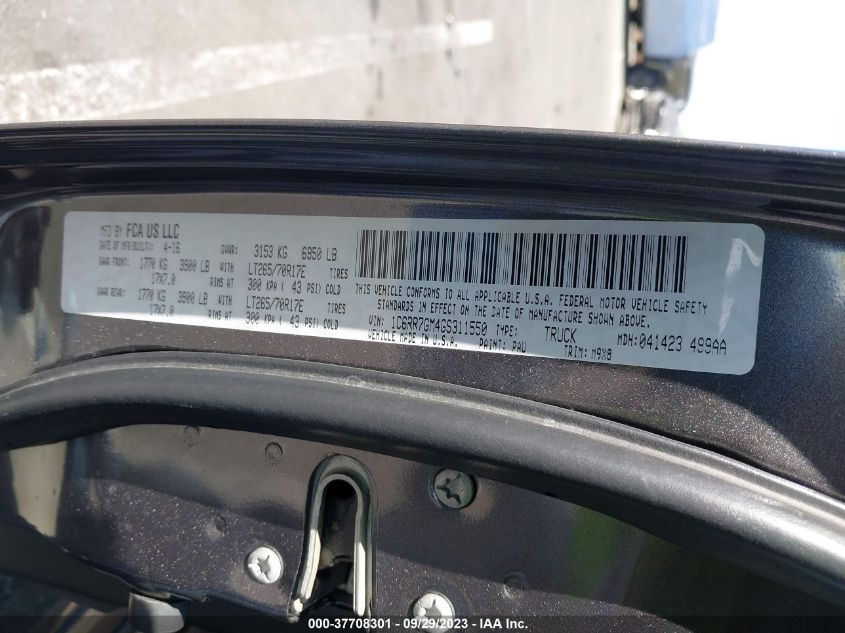 MFD BY FCA US LLC
DATE OF MFR/BUILT: 4-16 GVWR: 3153 KG 6950 LB
GAWR FRONT: 1770 KG 3900 LB WITH LT265/70R17E TIRES
17X7.0 RIMS AT 300 KPA ( 43 PSI) COLD
GAWR REAR: 1770 KG 3900 LB WITH LT265/70R17E TIRES
17X7.0 RIMS AT 300 KPA ( 43 PSI) COLD
THIS VEHICLE CONFORMS TO ALL APPLICABLE U.S.A. FEDERAL MOTOR VEHICLE SAFETY
STANDARDS IN EFFECT ON THE DATE OF MANUFACTURE SHOWN ABOVE.
VIN: 1C6RR7GM4GS311550 TYPE: TRUCK MDH: 041423 499AA
VEHICLE MADE IN U.S.A. PAINT: PAU TRIM: M9X8
000-37708301 - 09/29/2023 - IAA Inc.